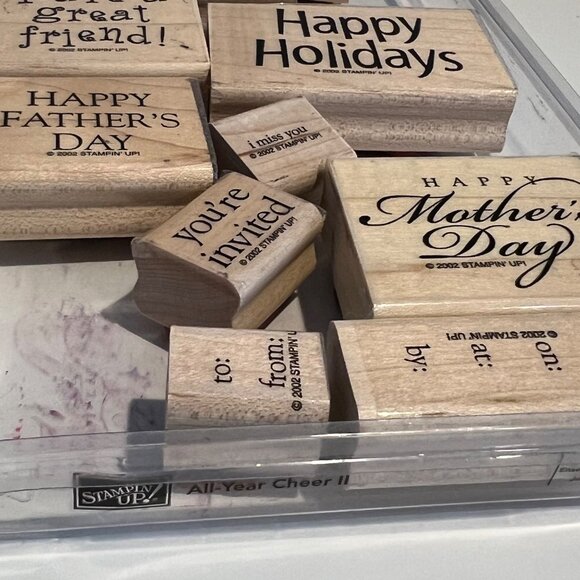 great
friend!
© 2002 STAMPIN' UP!
Happy
Holidays
© 2002 STAMPIN' UP!
HAPPY
FATHER'S
DAY
© 2002 STAMPIN' UP!
i miss you
© 2002 STAMPIN' UP!
you're
invited
© 2002 STAMPIN' UP!
HAPPY
Mother's
Day
© 2002 STAMPIN' UP!
to:
from:
© 2002 STAMPIN' U
on:
at:
by:
© 2002 STAMPIN' UP!
STAMPIN'
UP!
All-Year Cheer II